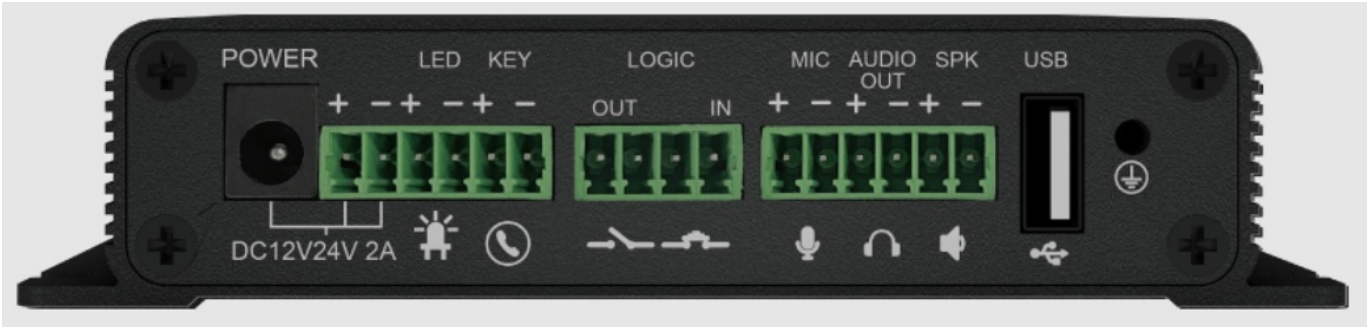 POWER
LED KEY
LOGIC
MIC AUDIO OUT SPK
USB
+ − + − + −
OUT IN
+ − + − + −
DC12V24V 2A